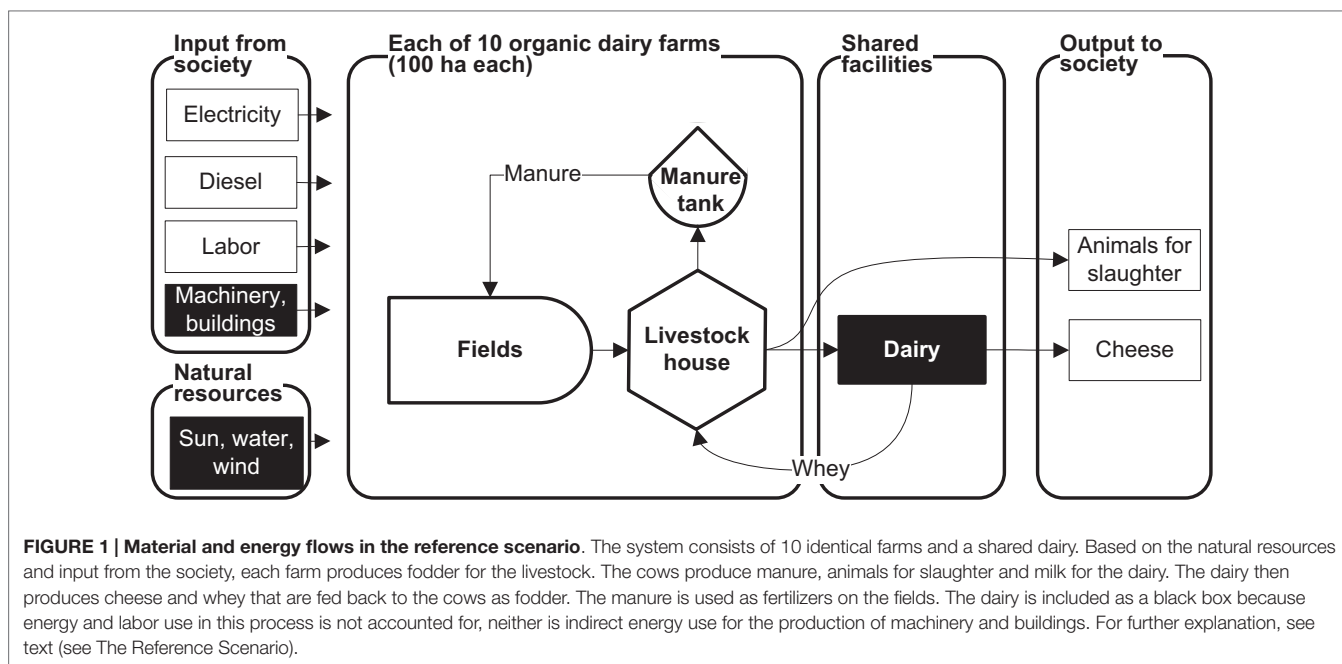 Input from
society
Electricity
Diesel
Labor
Machinery,
buildings
Natural
resources
Sun, water,
wind
Each of 10 organic dairy farms
(100 ha each)
Manure
Manure
tank
Fields
Livestock
house
Shared
facilities
Dairy
Whey
Output to
society
Animals for
slaughter
Cheese
FIGURE 1 | Material and energy flows in the reference scenario. The system consists of 10 identical farms and a shared dairy. Based on the natural resources
and input from the society, each farm produces fodder for the livestock. The cows produce manure, animals for slaughter and milk for the dairy. The dairy then
produces cheese and whey that are fed back to the cows as fodder. The manure is used as fertilizers on the fields. The dairy is included as a black box because
energy and labor use in this process is not accounted for, neither is indirect energy use for the production of machinery and buildings. For further explanation, see
text (see The Reference Scenario).